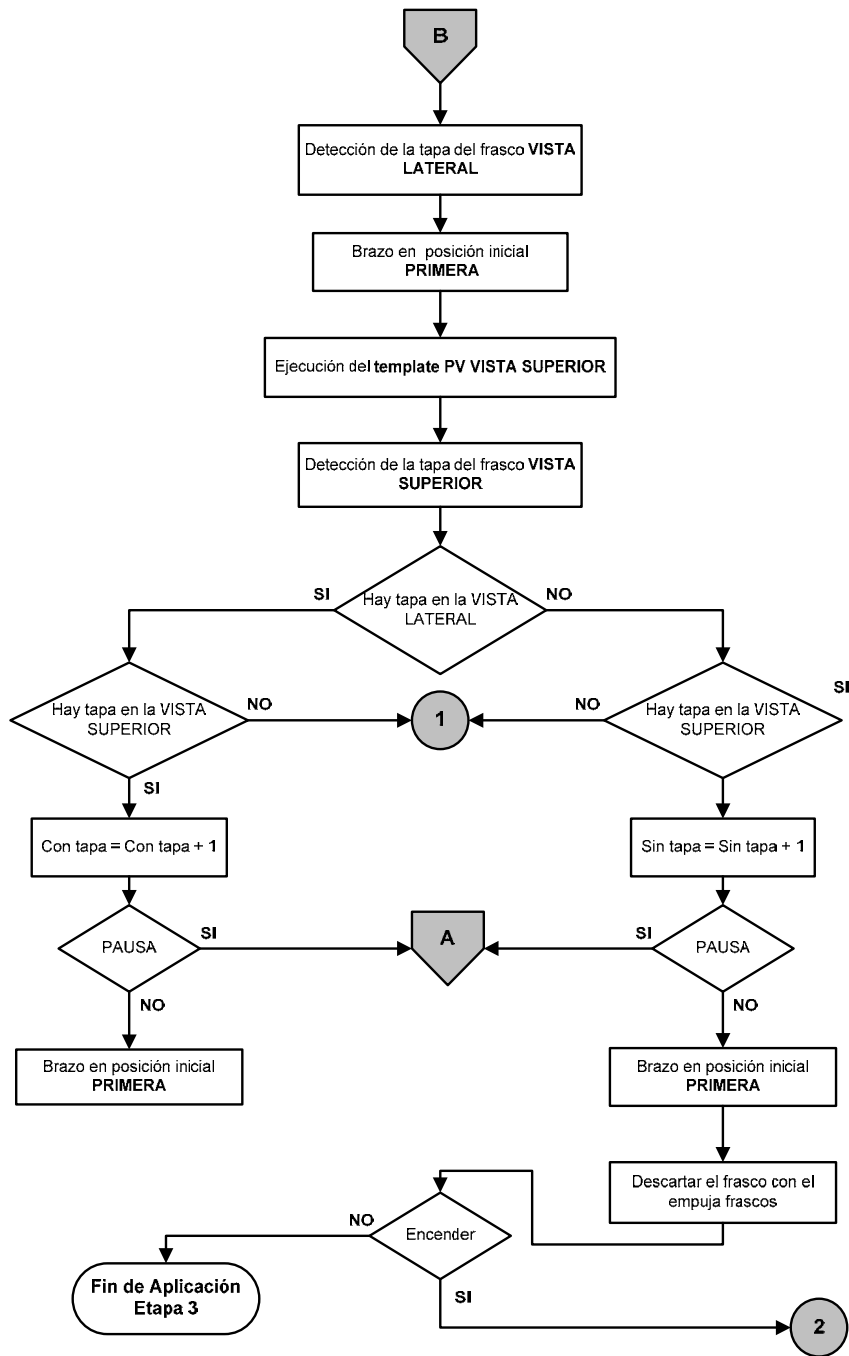 B
Detección de la tapa del frasco VISTA
LATERAL
Brazo en posición inicial
PRIMERA
Ejecución del template PV VISTA SUPERIOR
Detección de la tapa del frasco VISTA
SUPERIOR
SI
Hay tapa en la VISTA
LATERAL
NO
Hay tapa en la VISTA
SUPERIOR
NO
1
NO
Hay tapa en la VISTA
SUPERIOR
SI
SI
Con tapa = Con tapa + 1
Sin tapa = Sin tapa + 1
PAUSA
SI
A
SI
PAUSA
NO
NO
Brazo en posición inicial
PRIMERA
Brazo en posición inicial
PRIMERA
Descartar el frasco con el
empuja frascos
NO
Encender
Fin de Aplicación
Etapa 3
SI
2